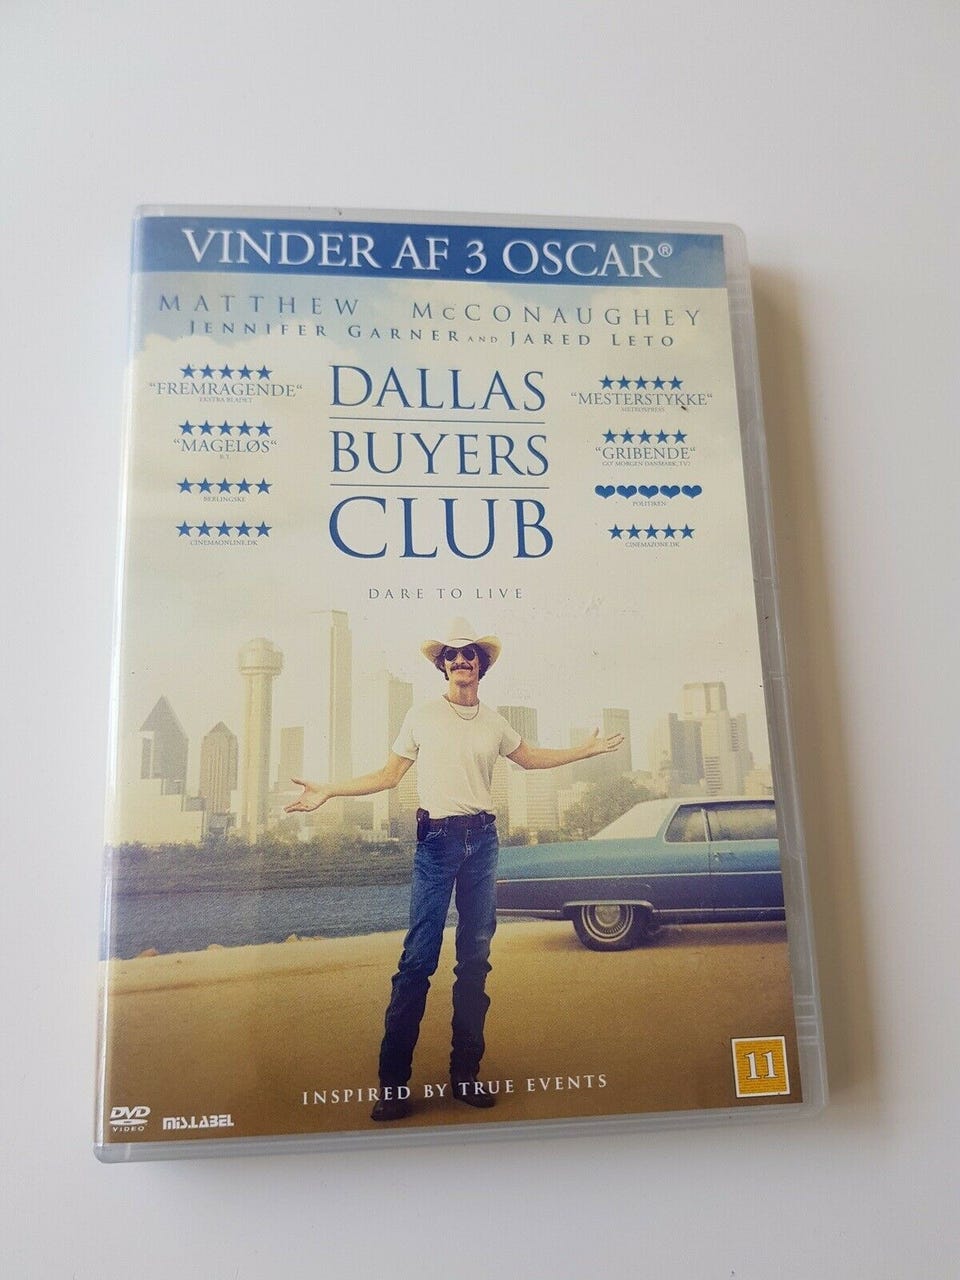 VINDER AF 3 OSCAR®
MATTHEW McCONAUGHEY
JENNIFER GARNER AND JARED LETO
DALLAS
BUYERS
CLUB
DARE TO LIVE
★★★★★
"FREMRAGENDE"
EKSTRA BLADET
★★★★★
"MAGELØS"
B.T.
★★★★★
BERLINGSKE
★★★★★
CINEMAONLINE.DK
★★★★★
"MESTERSTYKKE"
METROXPRESS
★★★★★
"GRIBENDE"
GO' MORGEN DANMARK, TV2
♥♥♥♥♥
POLITIKEN
★★★★★
CINEMAZONE.DK
INSPIRED BY TRUE EVENTS
11
DVD
VIDEO
MIS.LABEL